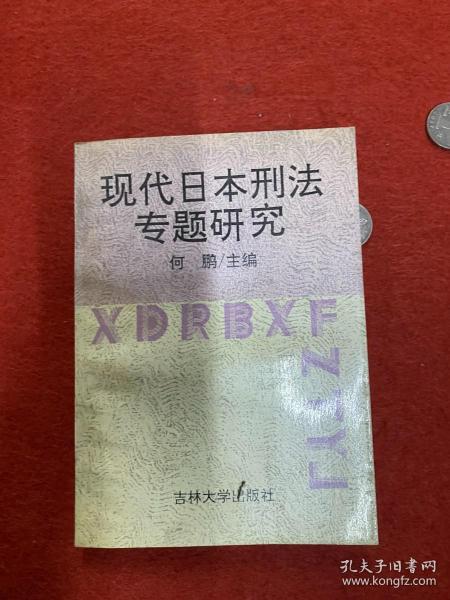 现代日本刑法
专题研究
何 鹏/主编
XDRBXF
ZTYJ
吉林大学出版社
孔夫子旧书网
www.kongfz.com